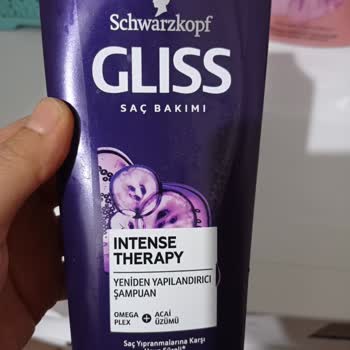 Schwarzkopf
GLISS
SAÇ BAKIMI
INTENSE
THERAPY
YENİDEN YAPILANDIRICI
ŞAMPUAN
OMEGA
PLEX
+
ACAİ
ÜZÜMÜ
Saç Yıpranmalarına Karşı